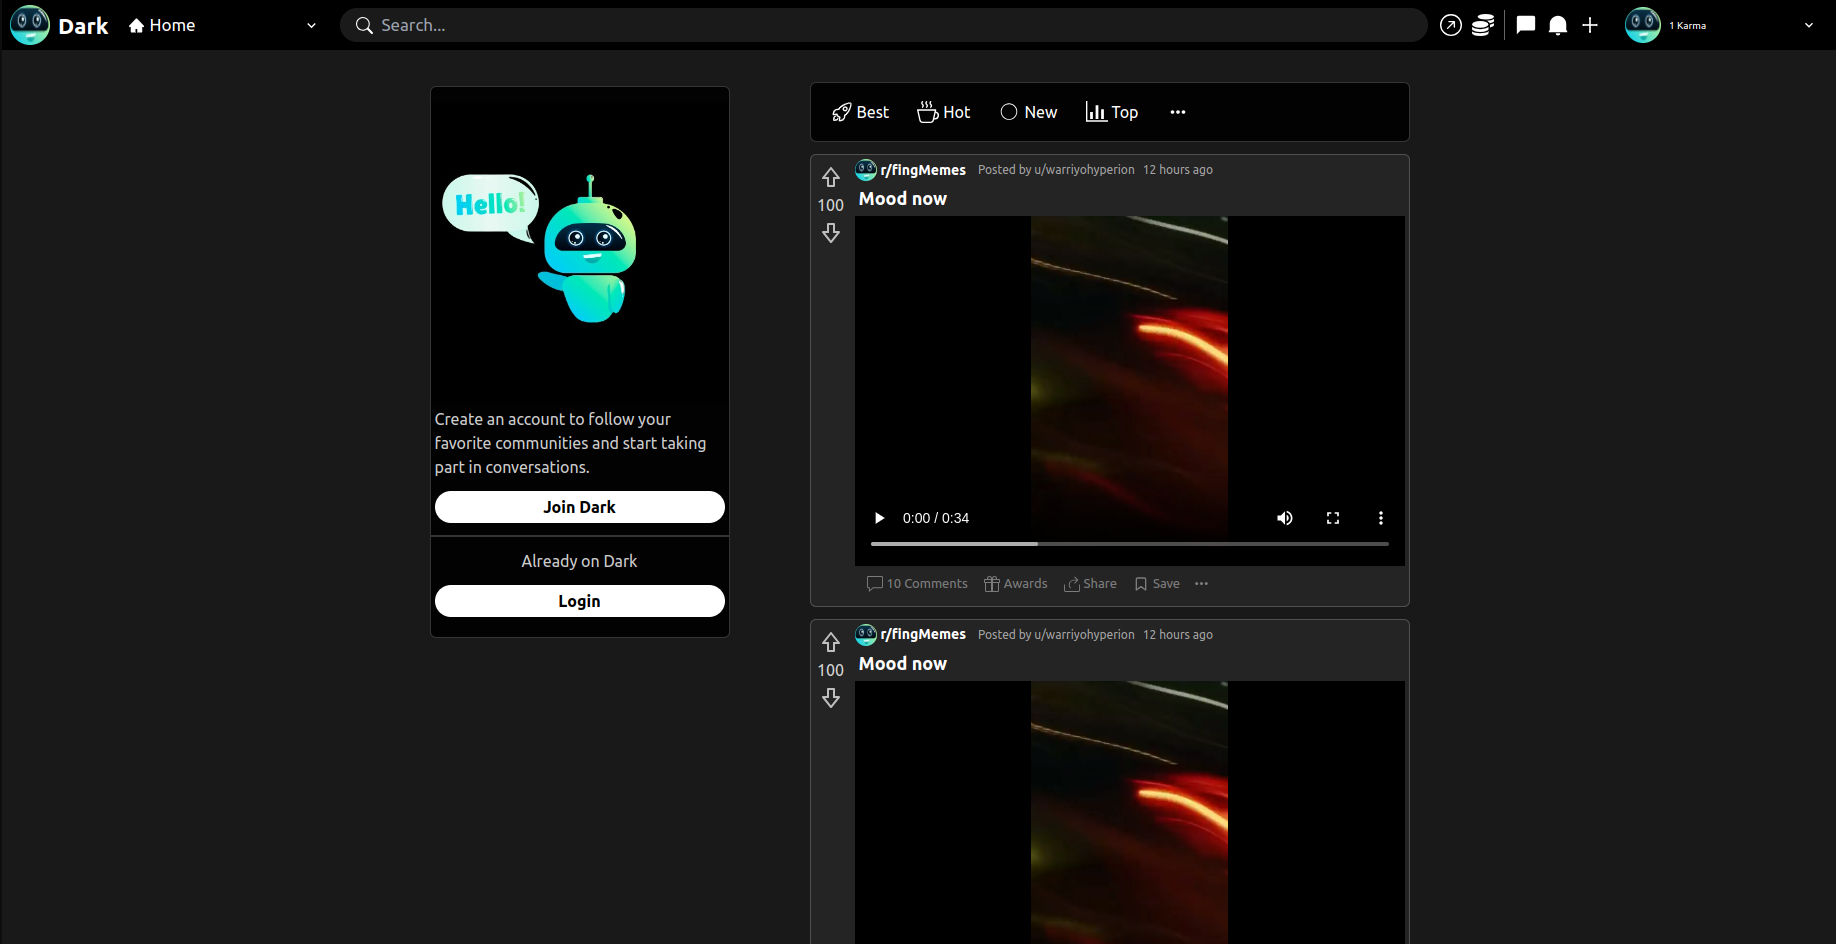 Dark
Home
Search...
1 Karma
Hello!
Create an account to follow your
favorite communities and start taking
part in conversations.
Join Dark
Already on Dark
Login
Best
Hot
New
Top
r/fingMemes Posted by u/warriyohyperion 12 hours ago
100
Mood now
0:00 / 0:34
10 Comments
Awards
Share
Save
r/fingMemes Posted by u/warriyohyperion 12 hours ago
100
Mood now